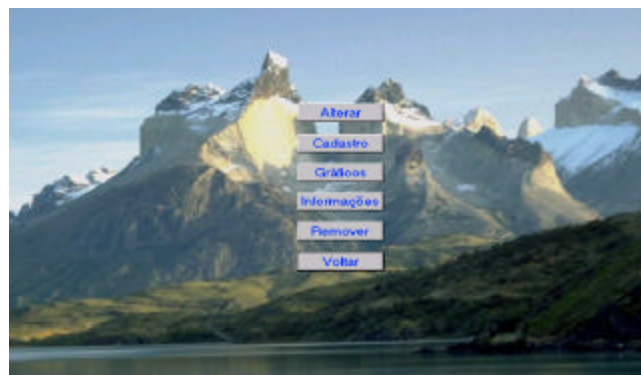 Alterar
Cadastro
Gráficos
Informações
Remover
Voltar